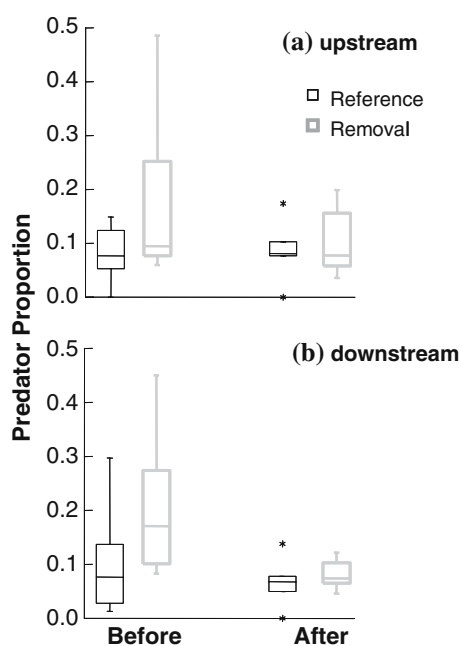 0.5
(a) upstream
0.4
Reference
Removal
0.3
0.2
0.1
0.0
Predator Proportion
0.5
(b) downstream
0.4
0.3
0.2
0.1
0.0
Before After